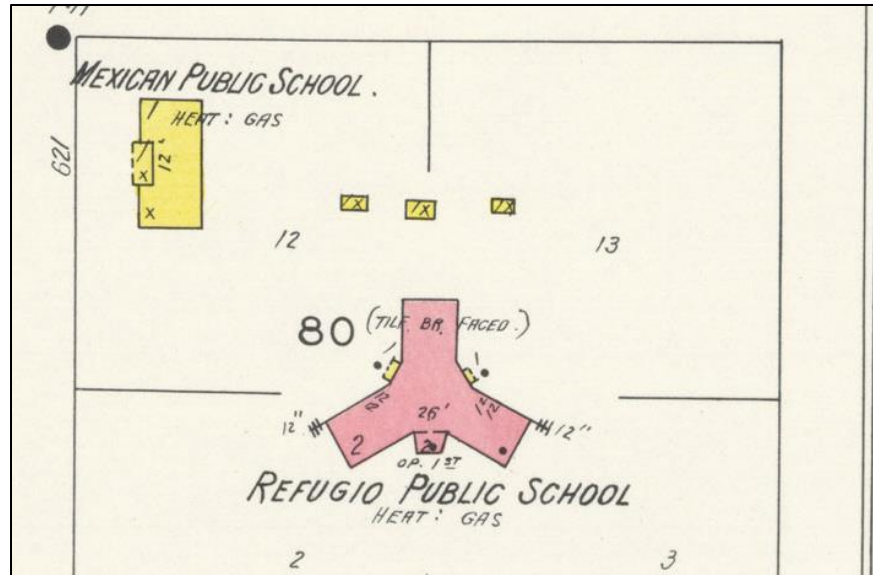 MEXICAN PUBLIC SCHOOL.
HEAT: GAS
1
621
12'
x
x
1x
1x
1x
12
13
80
(TILE BR. FACED.)
1
1
26'
12"
12"
2
2
OP. 1ST
REFUGIO PUBLIC SCHOOL
HEAT: GAS
2
3